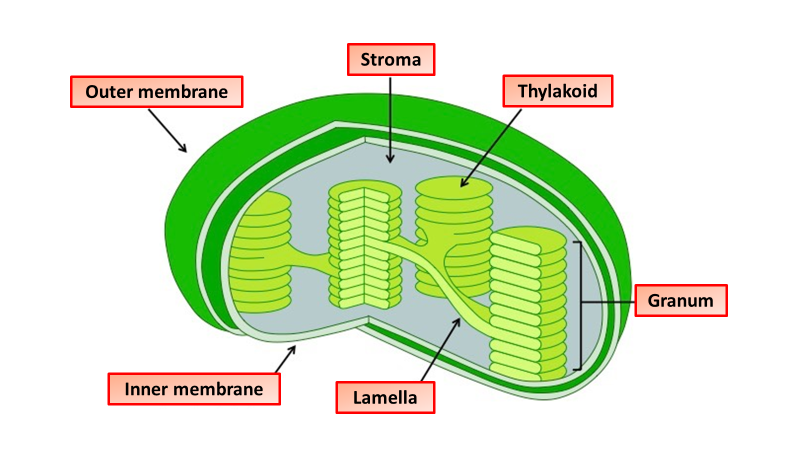 Stroma
Outer membrane
Thylakoid
Granum
Inner membrane
Lamella